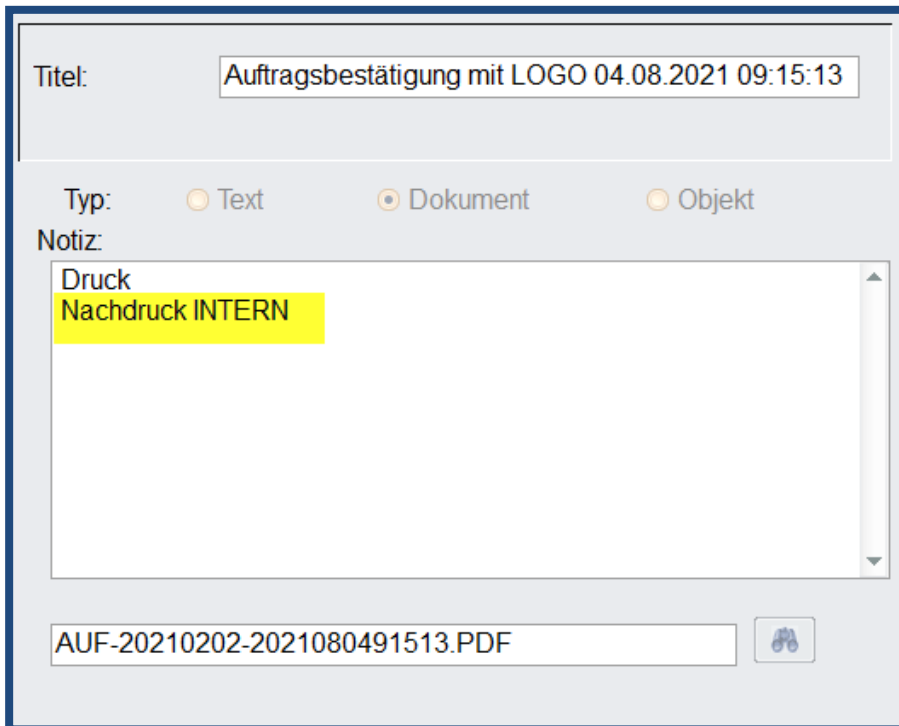 Titel: Auftragsbestätigung mit LOGO 04.08.2021 09:15:13
Typ: Text Dokument Objekt
Notiz:
Druck
Nachdruck INTERN
AUF-20210202-2021080491513.PDF